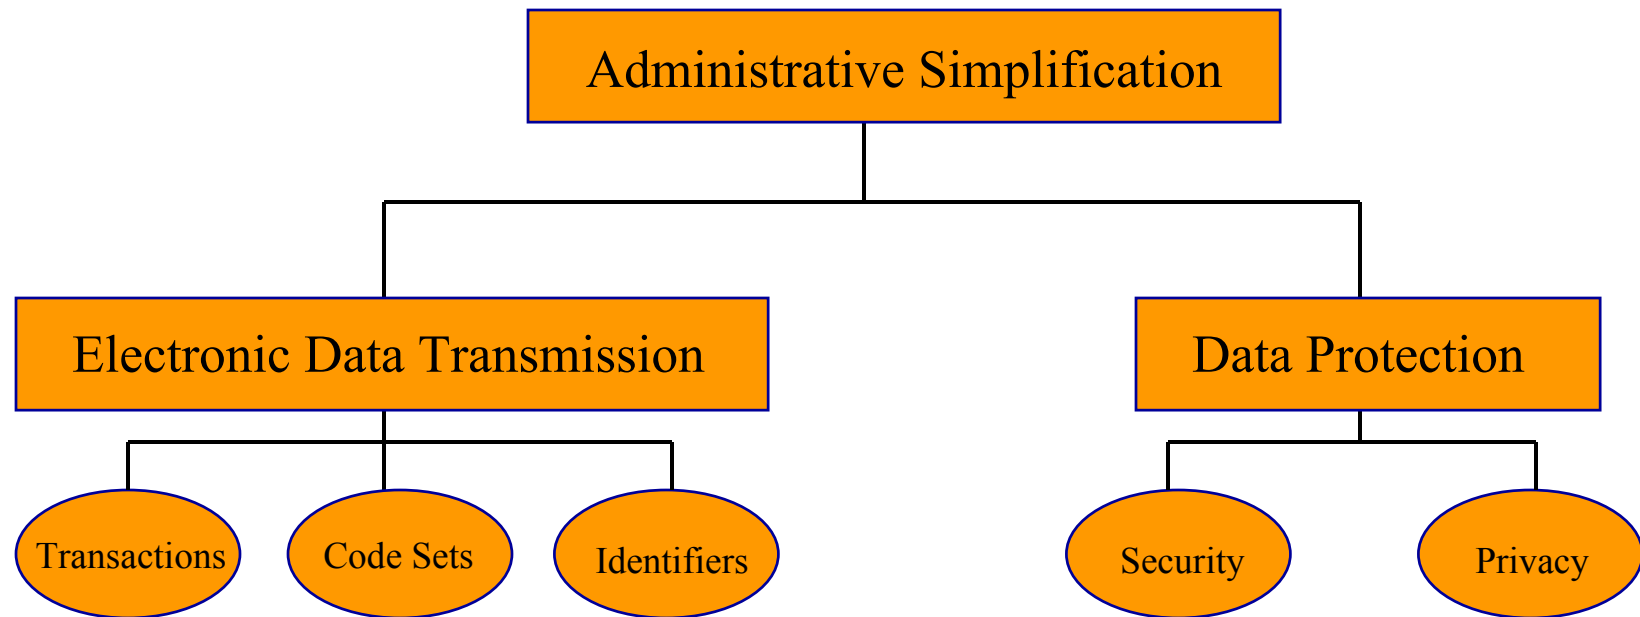 Administrative Simplification
Electronic Data Transmission
Data Protection
Transactions
Code Sets
Identifiers
Security
Privacy